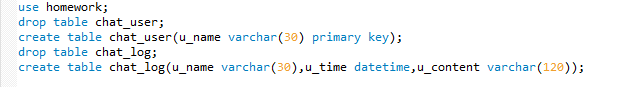 use homework;
drop table chat_user;
create table chat_user(u_name varchar(30) primary key);
drop table chat_log;
create table chat_log(u_name varchar(30),u_time datetime,u_content varchar(120));